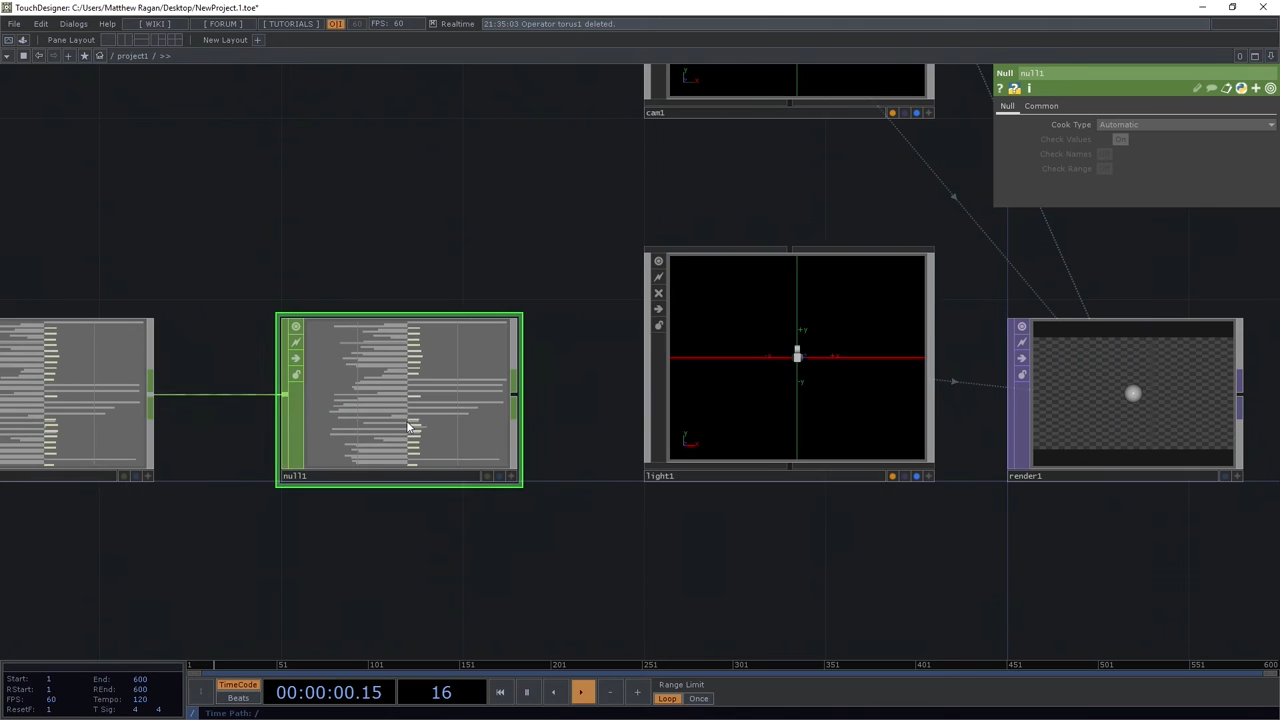 TouchDesigner: C:/Users/Matthew Ragan/Desktop/NewProject.1.toe*
File Edit Dialogs Help [ WIKI ] [ FORUM ] [ TUTORIALS ] O|I 60 FPS: 60 Realtime 21:35:03 Operator torus1 deleted.
Pane Layout New Layout +
/ project1 / >> 0
Null null1
? i
Null Common
cam1
Cook Type Automatic
Check Values On
Check Names
Check Range
+y
-x +x
-y
y
x
null1 light1 render1
1 51 101 151 201 251 301 351 401 451 501 551 600
Start: 1 End: 600
RStart: 1 REnd: 600
FPS: 60 Tempo: 120
ResetF: 1 T Sig: 4 4
TimeCode
Beats
00:00:00.15 16
Range Limit
Loop Once
/ Time Path: /